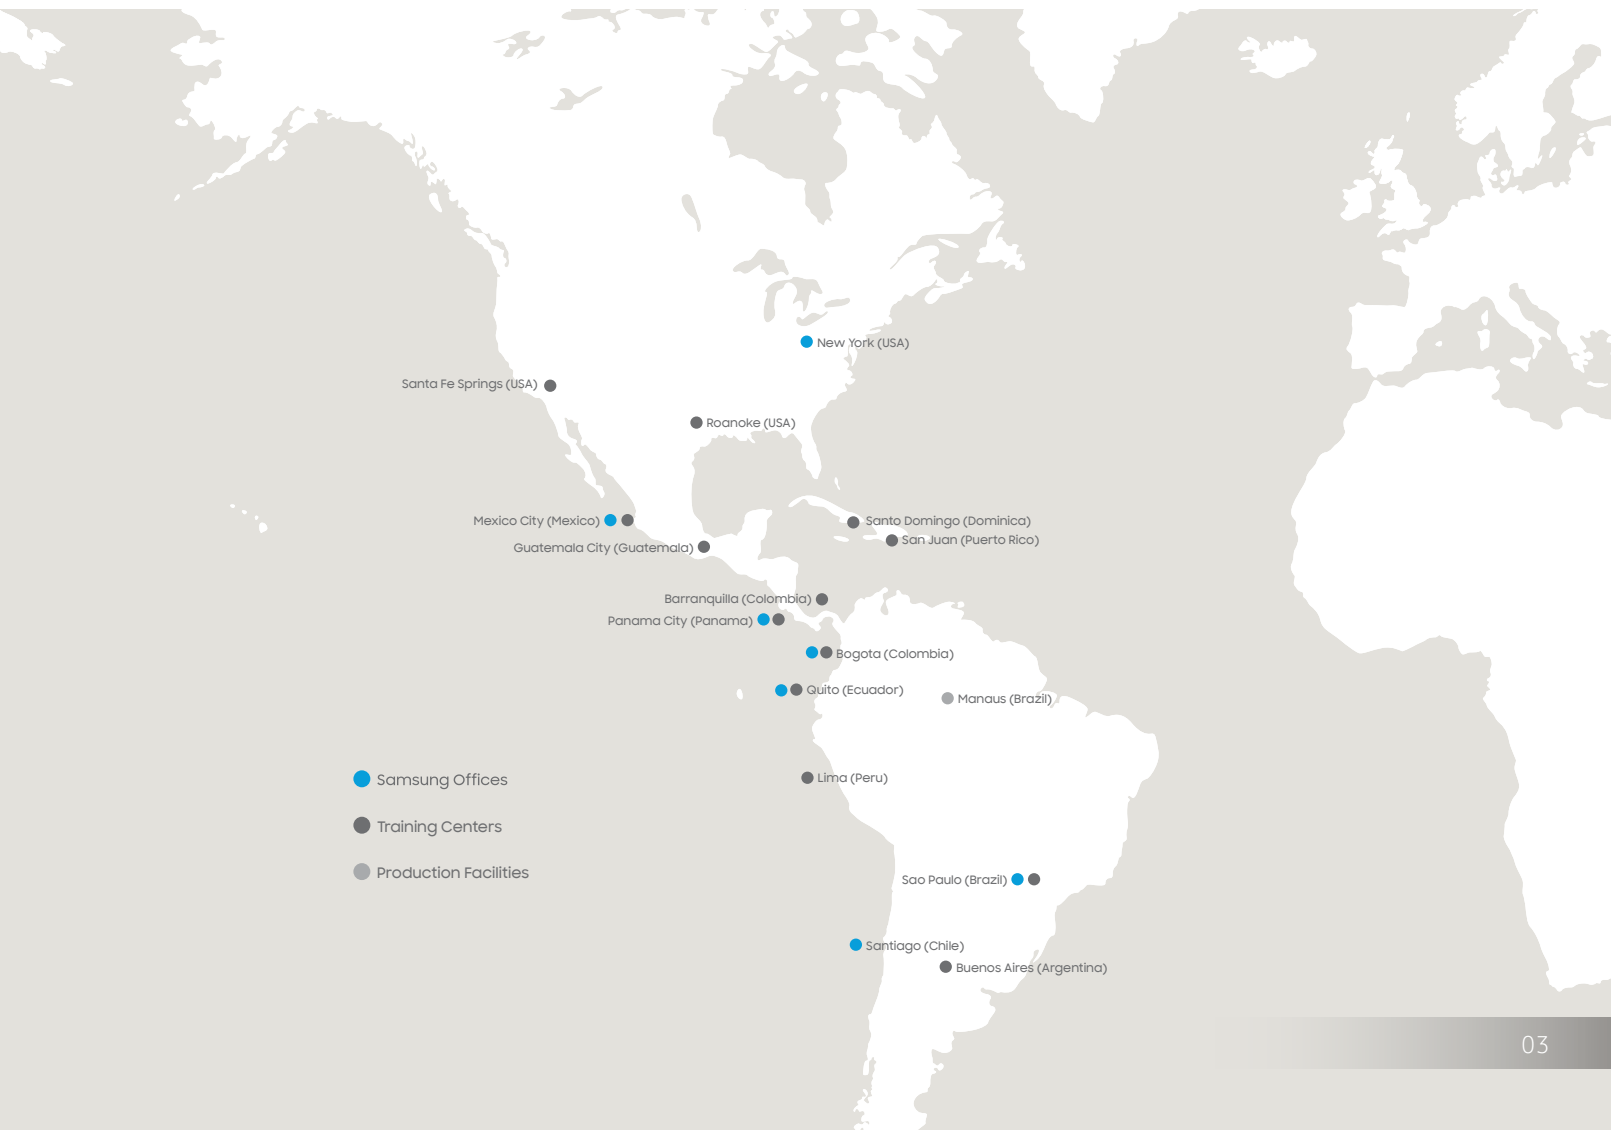 New York (USA)
Santa Fe Springs (USA)
Roanoke (USA)
Mexico City (Mexico)
Santo Domingo (Dominica)
San Juan (Puerto Rico)
Guatemala City (Guatemala)
Barranquilla (Colombia)
Panama City (Panama)
Bogota (Colombia)
Quito (Ecuador)
Manaus (Brazil)
Lima (Peru)
Samsung Offices
Training Centers
Production Facilities
Sao Paulo (Brazil)
Santiago (Chile)
Buenos Aires (Argentina)
03